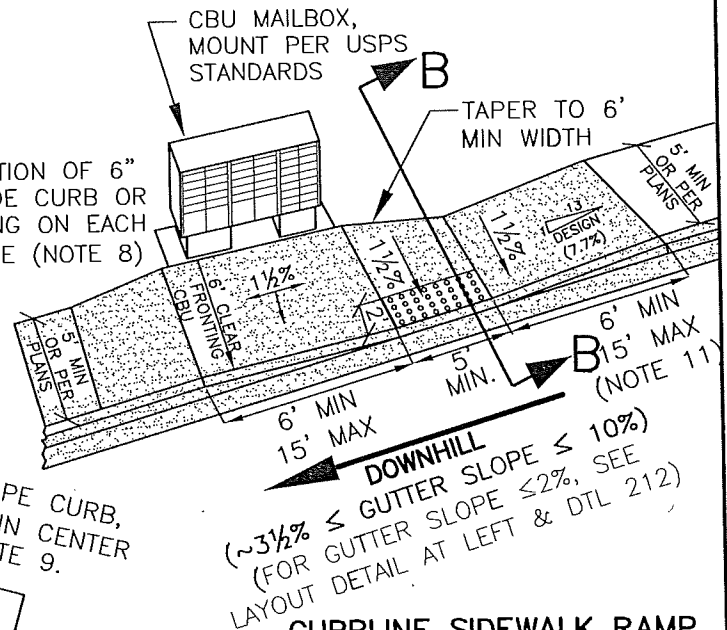 CBU MAILBOX,
MOUNT PER USPS
STANDARDS
B
TAPER TO 6'
MIN WIDTH
TION OF 6"
DE CURB OR
NG ON EACH
E (NOTE 8)
5' MIN
OR PER
PLANS
6' CLEAR
FRONTING
CBU
1½%
1½%
2'
1½%
1
13
DESIGN
(7.7%)
5' MIN
OR PER
PLANS
6' MIN
15' MAX
5'
MIN.
B
6' MIN
15' MAX
(NOTE 11)
DOWNHILL
(~3½% ≤ GUTTER SLOPE ≤ 10%)
(FOR GUTTER SLOPE ≤2%, SEE
LAYOUT DETAIL AT LEFT & DTL 212)
PE CURB,
UN CENTER
TE 9.
CURBLINE SIDEWALK RAMP